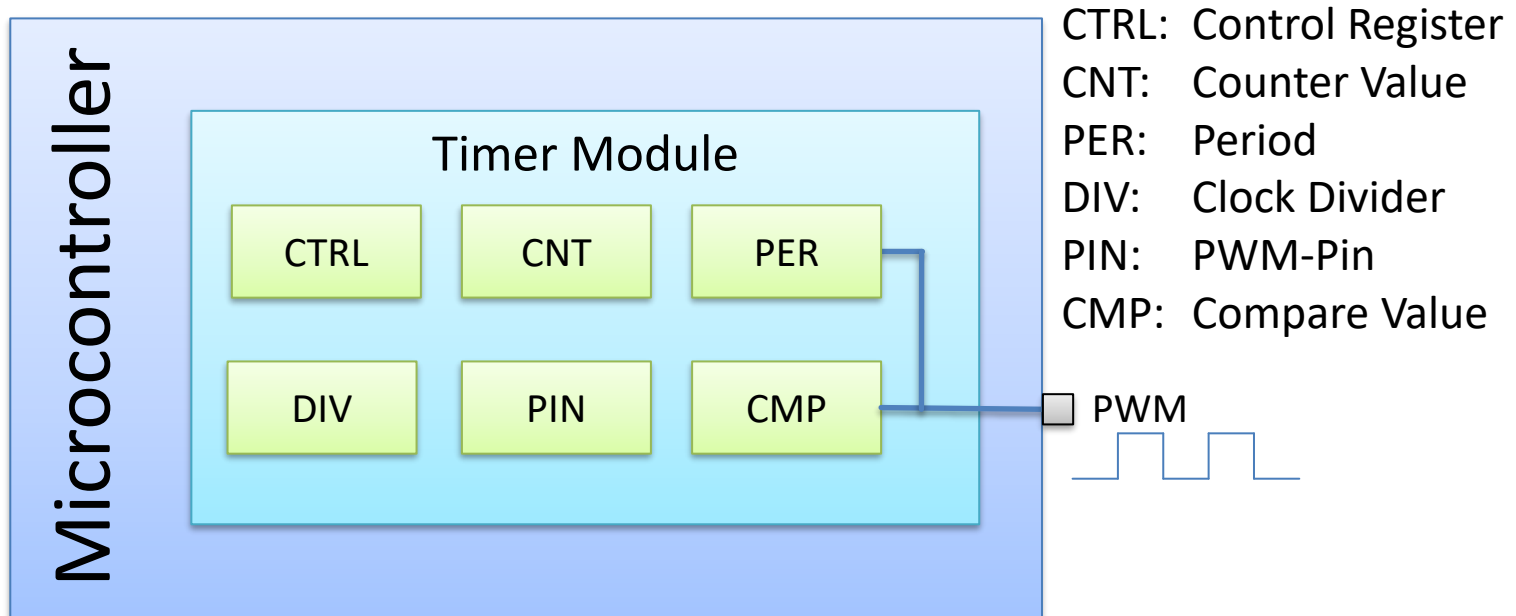 Microcontroller
Timer Module
CTRL CNT PER
DIV PIN CMP
CTRL: Control Register
CNT: Counter Value
PER: Period
DIV: Clock Divider
PIN: PWM-Pin
CMP: Compare Value
PWM